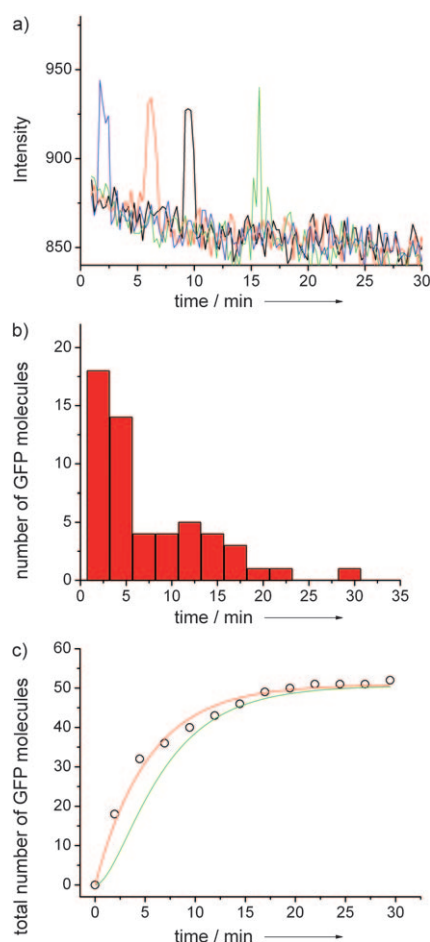 a)
950
900
850
Intensity
0 5 10 15 20 25 30
time / min
b)
20
15
10
5
0
number of GFP molecules
0 5 10 15 20 25 30 35
time / min
c)
60
50
40
30
20
10
0
total number of GFP molecules
0 5 10 15 20 25 30
time / min